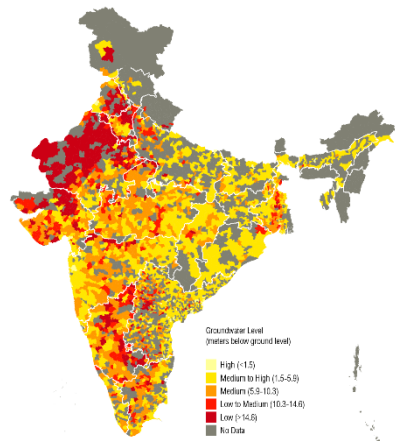 Groundwater Level
(meters below ground level)
High (<1.5)
Medium to High (1.5-5.9)
Medium (5.9-10.3)
Low to Medium (10.3-14.6)
Low (>14.6)
No Data